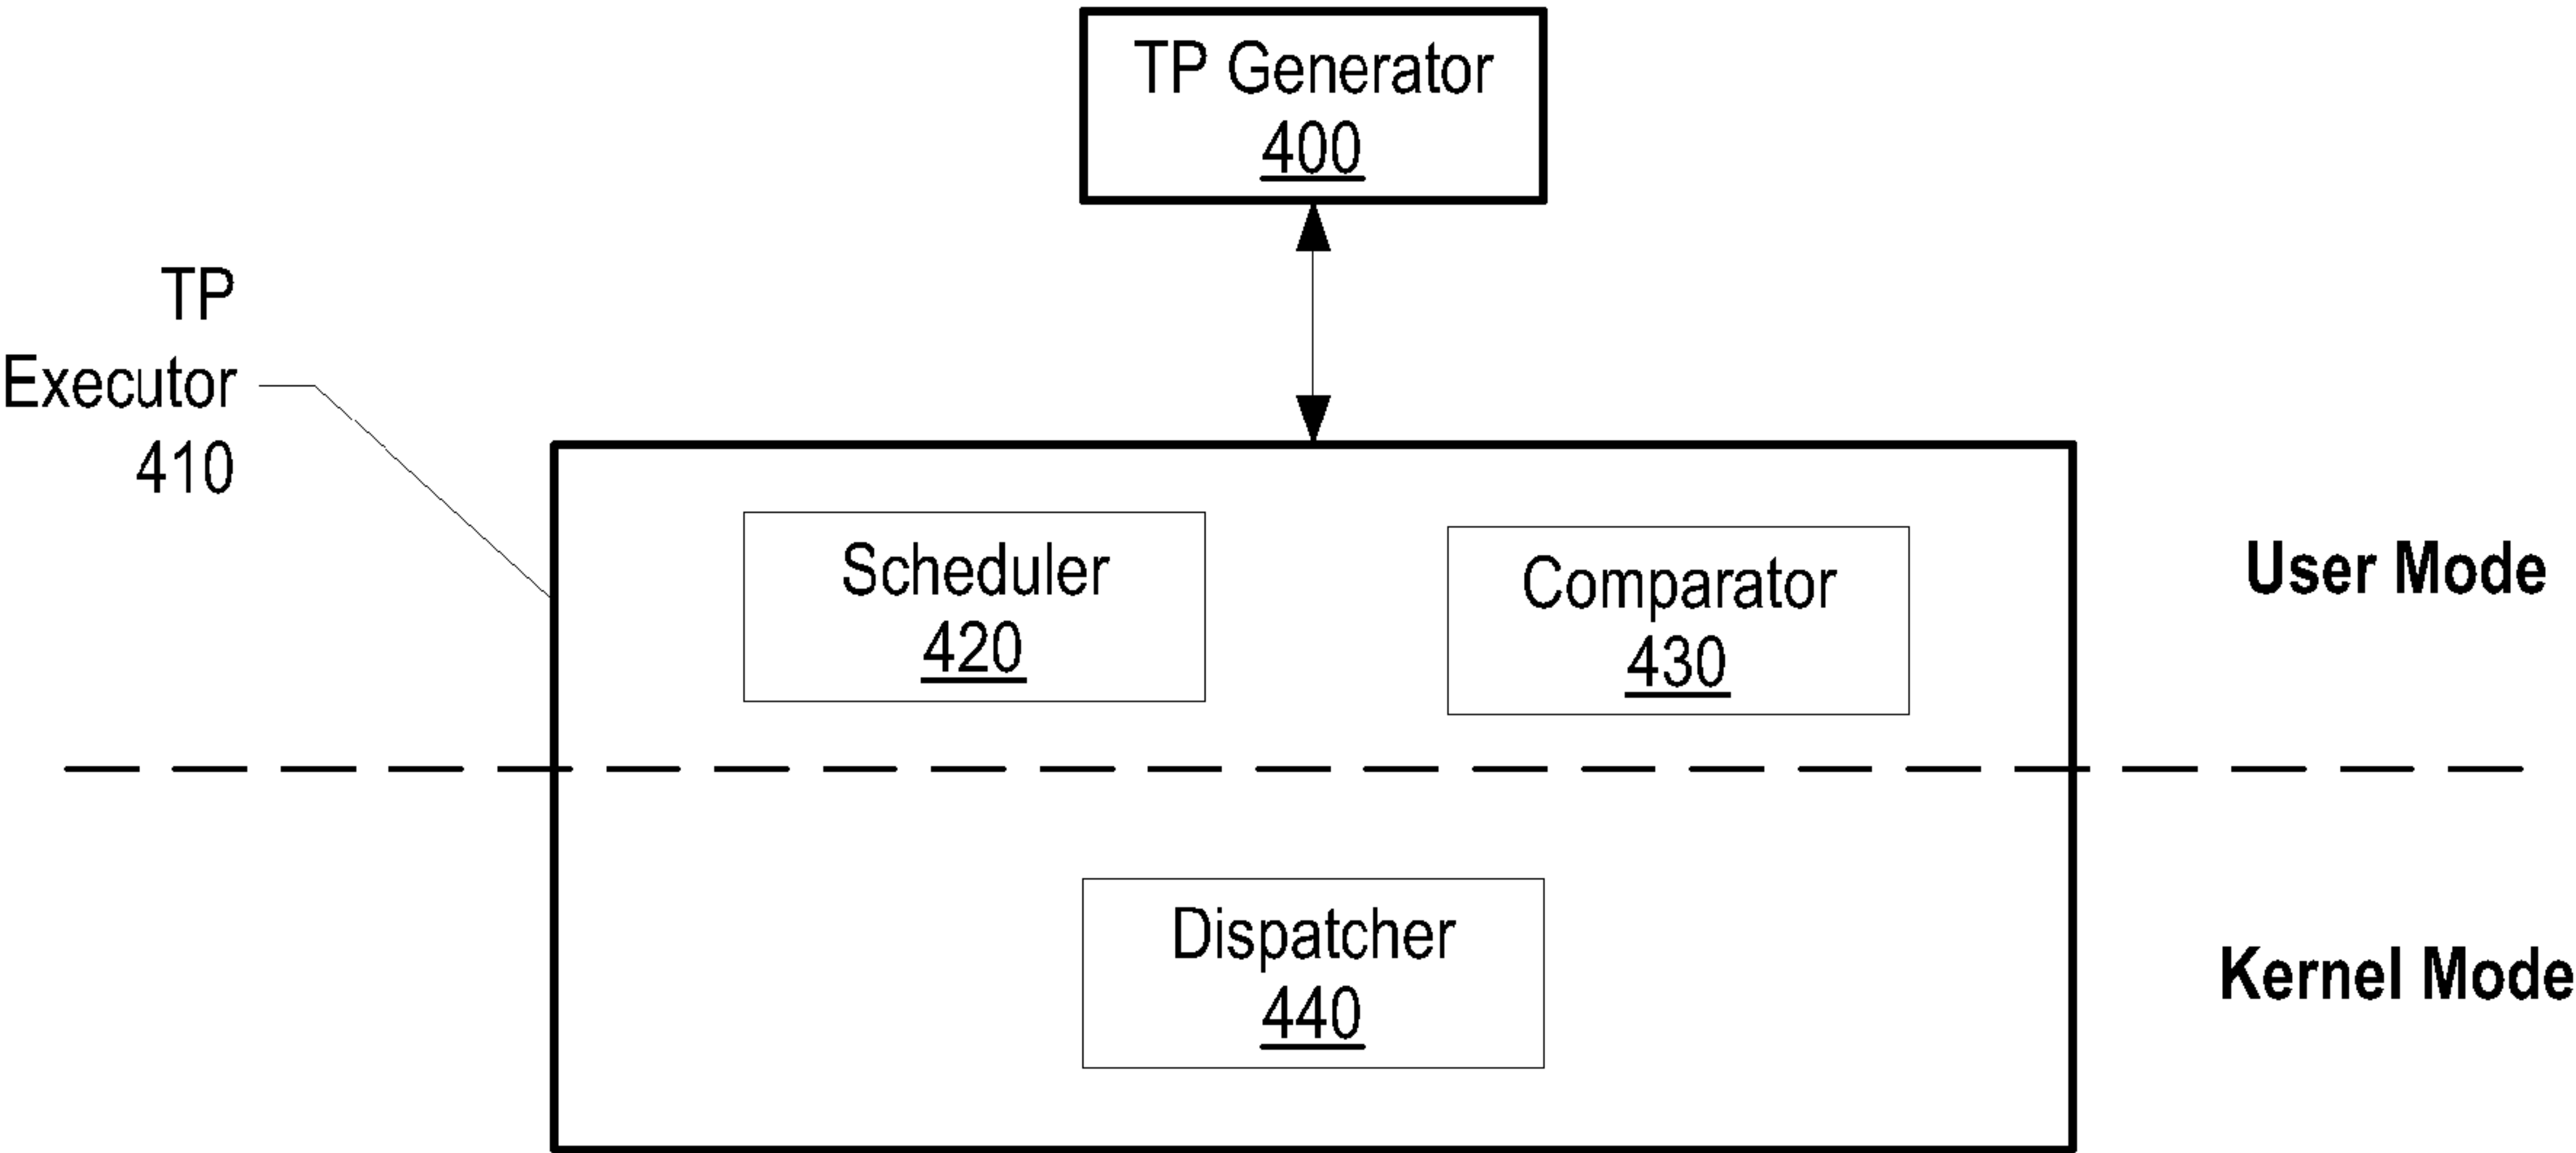 TP Generator
400
TP
Executor
410
Scheduler
420
Comparator
430
User Mode
Dispatcher
440
Kernel Mode